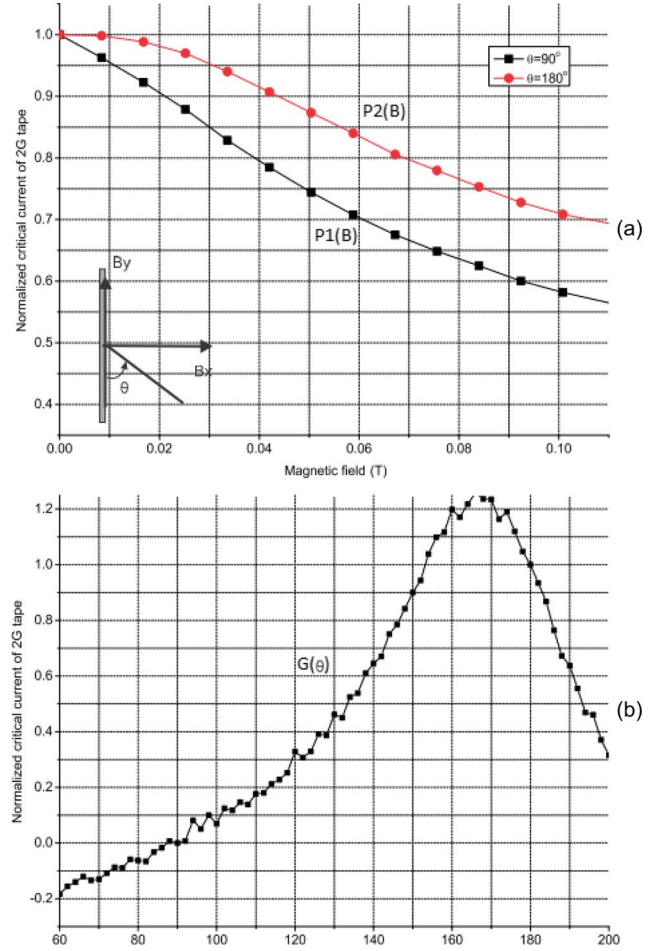 Normalized critical current of 2G tape
1.0
0.9
0.8
0.7
0.6
0.5
0.4
θ=90°
θ=180°
P2(B)
P1(B)
By
Bx
θ
0.00 0.02 0.04 0.06 0.08 0.10
Magnetic field (T)
(a)
Normalized critical current of 2G tape
1.2
1.0
0.8
0.6
0.4
0.2
0.0
-0.2
G(θ)
60 80 100 120 140 160 180 200
(b)